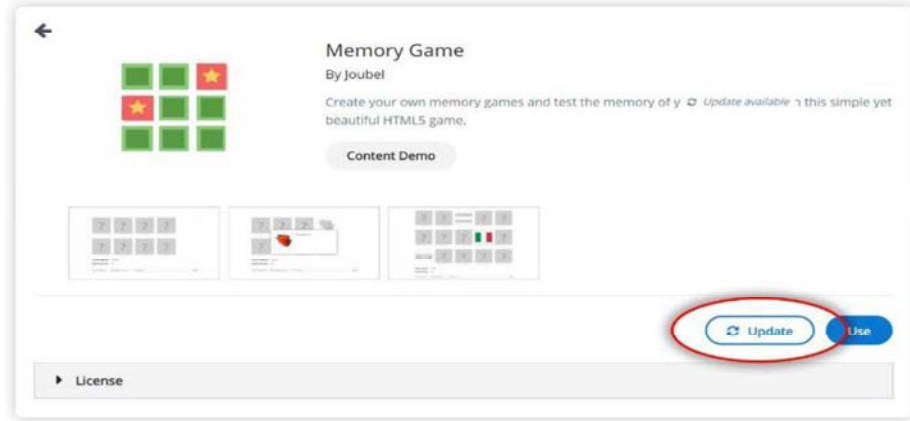 Memory Game
By Joubel
Create your own memory games and test the memory of y Update available n this simple yet
beautiful HTML5 game.
Content Demo
? ? ? ?
? ? ? ?
? ? ?
?
? ? ? ?
? ? ? ?
? ? ? ?
Update Use
License